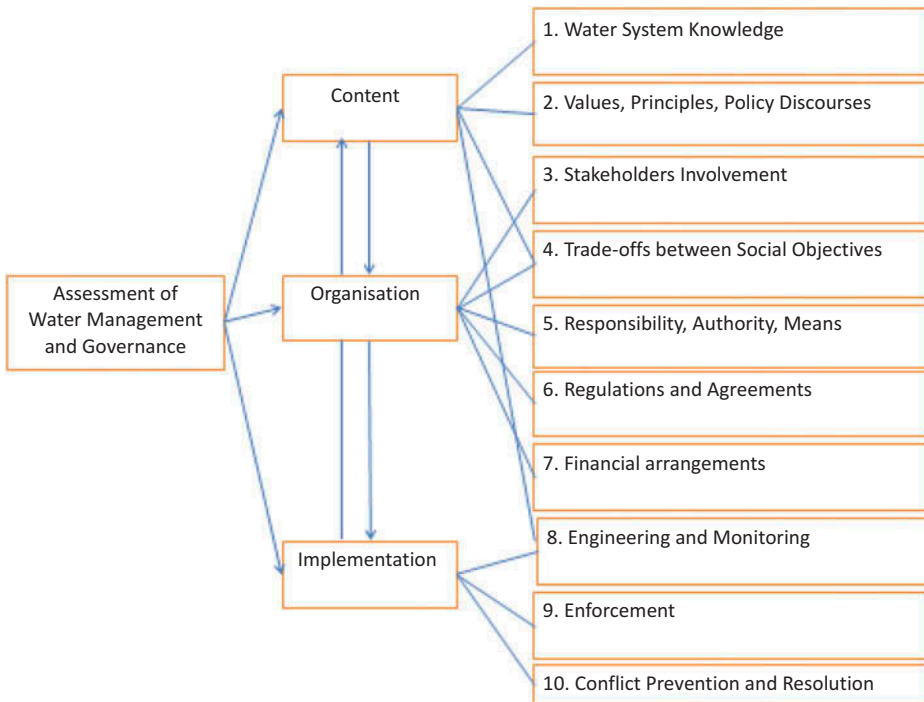 Assessment of
Water Management
and Governance
Content
Organisation
Implementation
1. Water System Knowledge
2. Values, Principles, Policy Discourses
3. Stakeholders Involvement
4. Trade-offs between Social Objectives
5. Responsibility, Authority, Means
6. Regulations and Agreements
7. Financial arrangements
8. Engineering and Monitoring
9. Enforcement
10. Conflict Prevention and Resolution